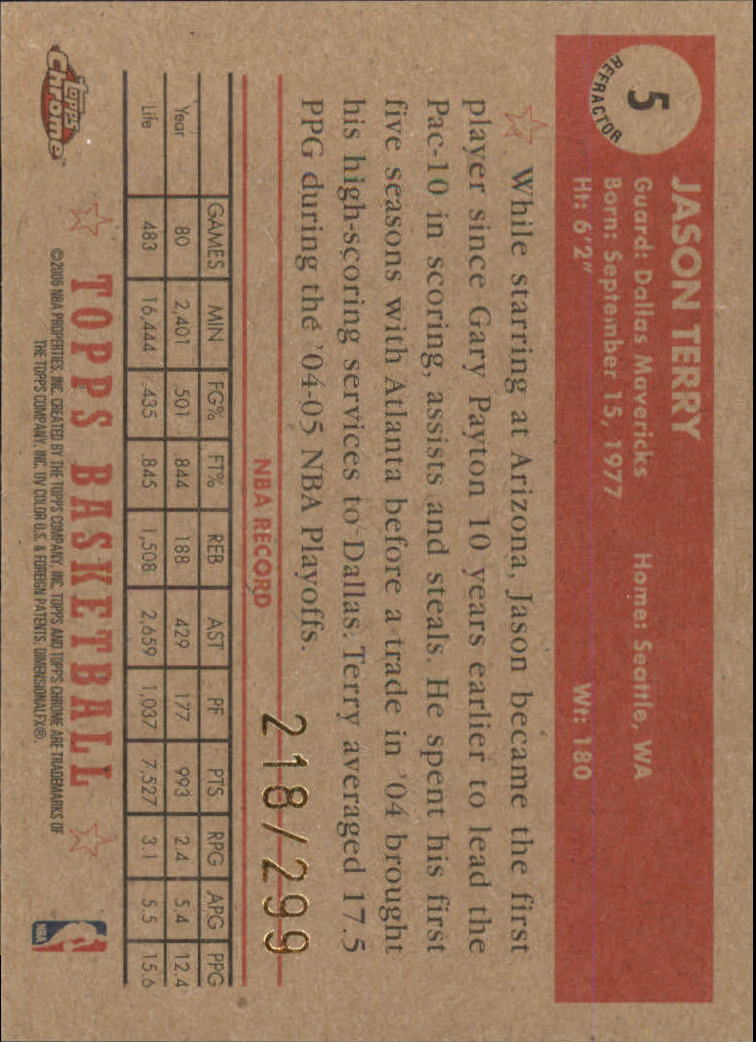 5
REFRACTOR
JASON TERRY
Guard: Dallas Mavericks Home: Seattle, WA
Born: September 15, 1977
Ht: 6'2" Wt: 180
While starring at Arizona, Jason became the first
player since Gary Payton 10 years earlier to lead the
Pac-10 in scoring, assists and steals. He spent his first
five seasons with Atlanta before a trade in '04 brought
his high-scoring services to Dallas. Terry averaged 17.5
PPG during the '04-05 NBA Playoffs.
218/299
NBA RECORD
GAMES MIN FG% FT% REB AST PF PTS RPG APG PPG
Year 80 2,401 .501 .844 188 429 177 993 2.4 5.4 12.4
Life 483 16,444 .435 .845 1,508 2,659 1,037 7,527 3.1 5.5 15.6
TOPPS BASKETBALL
Topps Chrome™
©2006 NBA PROPERTIES, INC. CREATED BY THE TOPPS COMPANY, INC. TOPPS AND TOPPS CHROME ARE TRADEMARKS OF
THE TOPPS COMPANY, INC. UV COLOR U.S. & FOREIGN PATENTS. DIMENSIONALFX®.
NBA